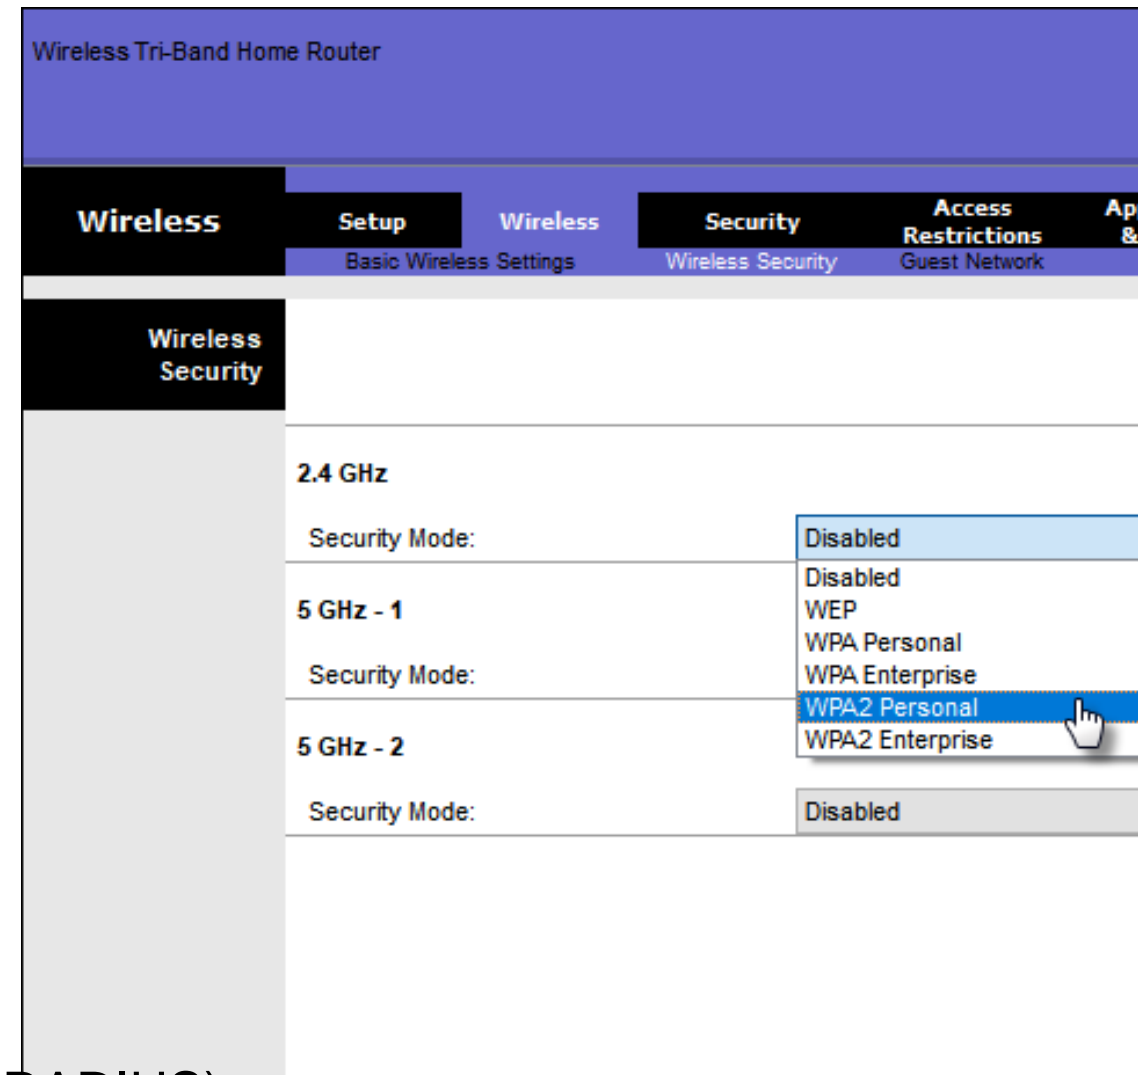 Wireless Tri-Band Home Router
Wireless
Setup
Wireless
Security
Access
Restrictions
Basic Wireless Settings
Wireless Security
Guest Network
Wireless
Security
2.4 GHz
Security Mode:
Disabled
Disabled
WEP
WPA Personal
WPA Enterprise
WPA2 Personal
WPA2 Enterprise
5 GHz - 1
Security Mode:
5 GHz - 2
Security Mode:
Disabled